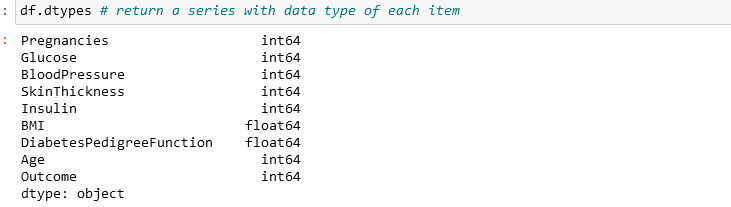 : df.dtypes # return a series with data type of each item
: Pregnancies int64
Glucose int64
BloodPressure int64
SkinThickness int64
Insulin int64
BMI float64
DiabetesPedigreeFunction float64
Age int64
Outcome int64
dtype: object